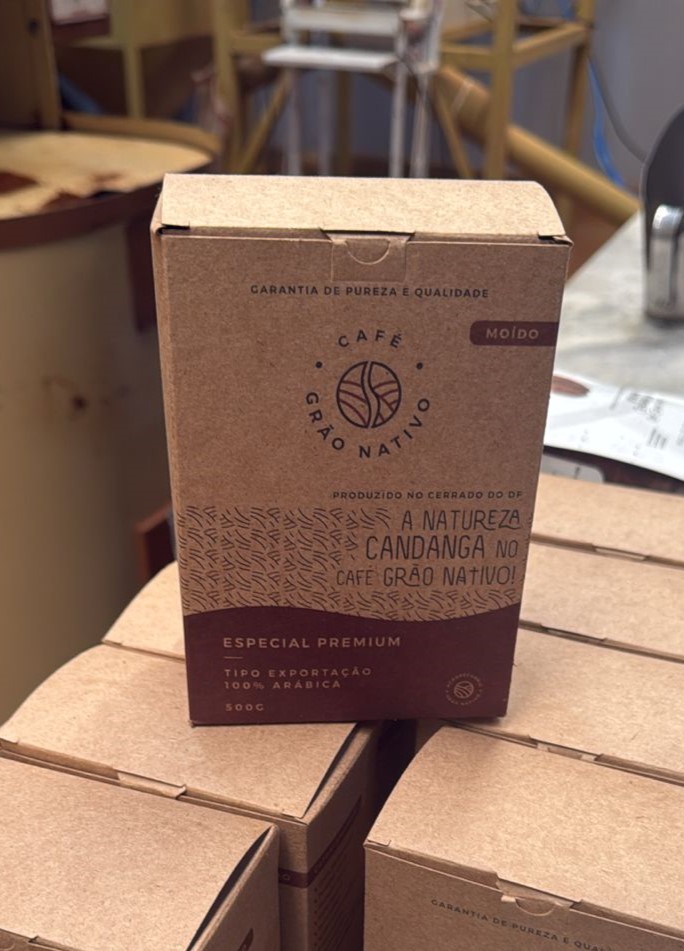 GARANTIA DE PUREZA E QUALIDADE
MOÍDO
CAFÉ
GRÃO NATIVO
PRODUZIDO NO CERRADO DO DF
A NATUREZA
CANDANGA NO
CAFÉ GRÃO NATIVO!
ESPECIAL PREMIUM
TIPO EXPORTAÇÃO
100% ARÁBICA
500G
GARANTIA DE PUREZA E QUA